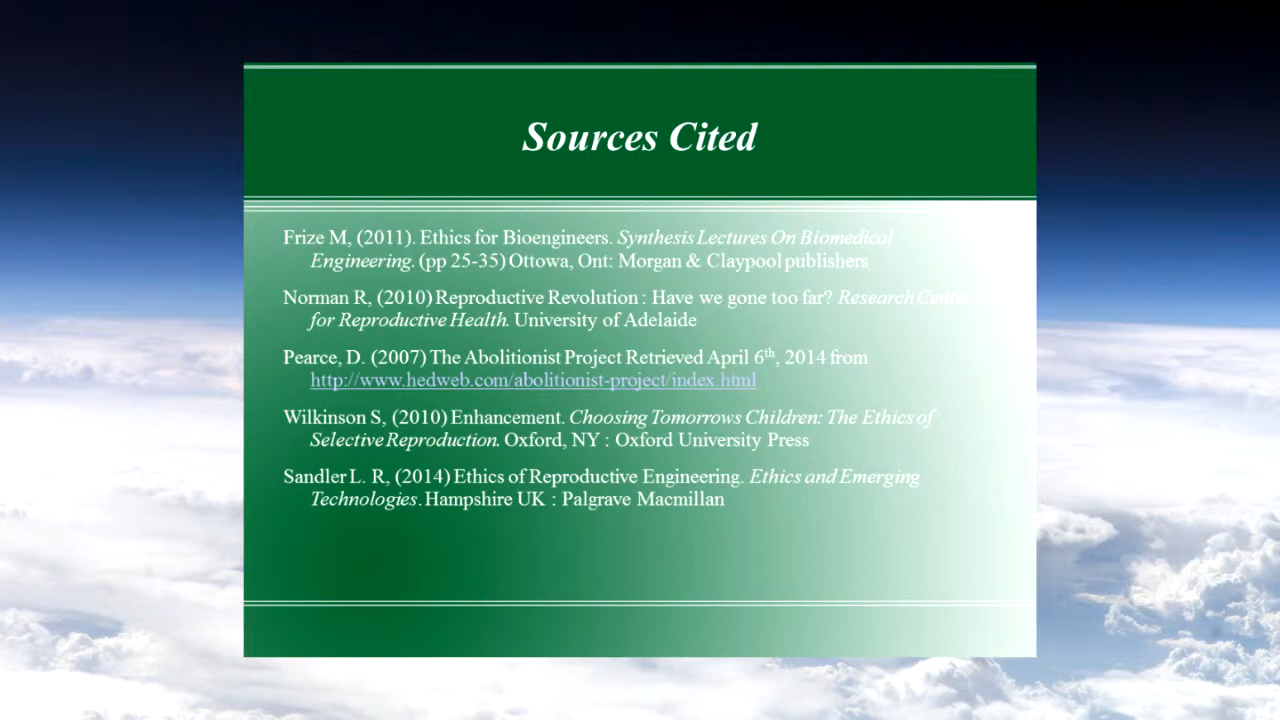 Sources Cited
Frize M, (2011). Ethics for Bioengineers. Synthesis Lectures On Biomedical
Engineering. (pp 25-35) Ottowa, Ont: Morgan & Claypool publishers
Norman R, (2010) Reproductive Revolution : Have we gone too far? Research Center
for Reproductive Health. University of Adelaide
Pearce, D. (2007) The Abolitionist Project Retrieved April 6th, 2014 from
http://www.hedweb.com/abolitionist-project/index.html
Wilkinson S, (2010) Enhancement. Choosing Tomorrows Children: The Ethics of
Selective Reproduction. Oxford, NY : Oxford University Press
Sandler L. R, (2014) Ethics of Reproductive Engineering. Ethics and Emerging
Technologies. Hampshire UK : Palgrave Macmillan